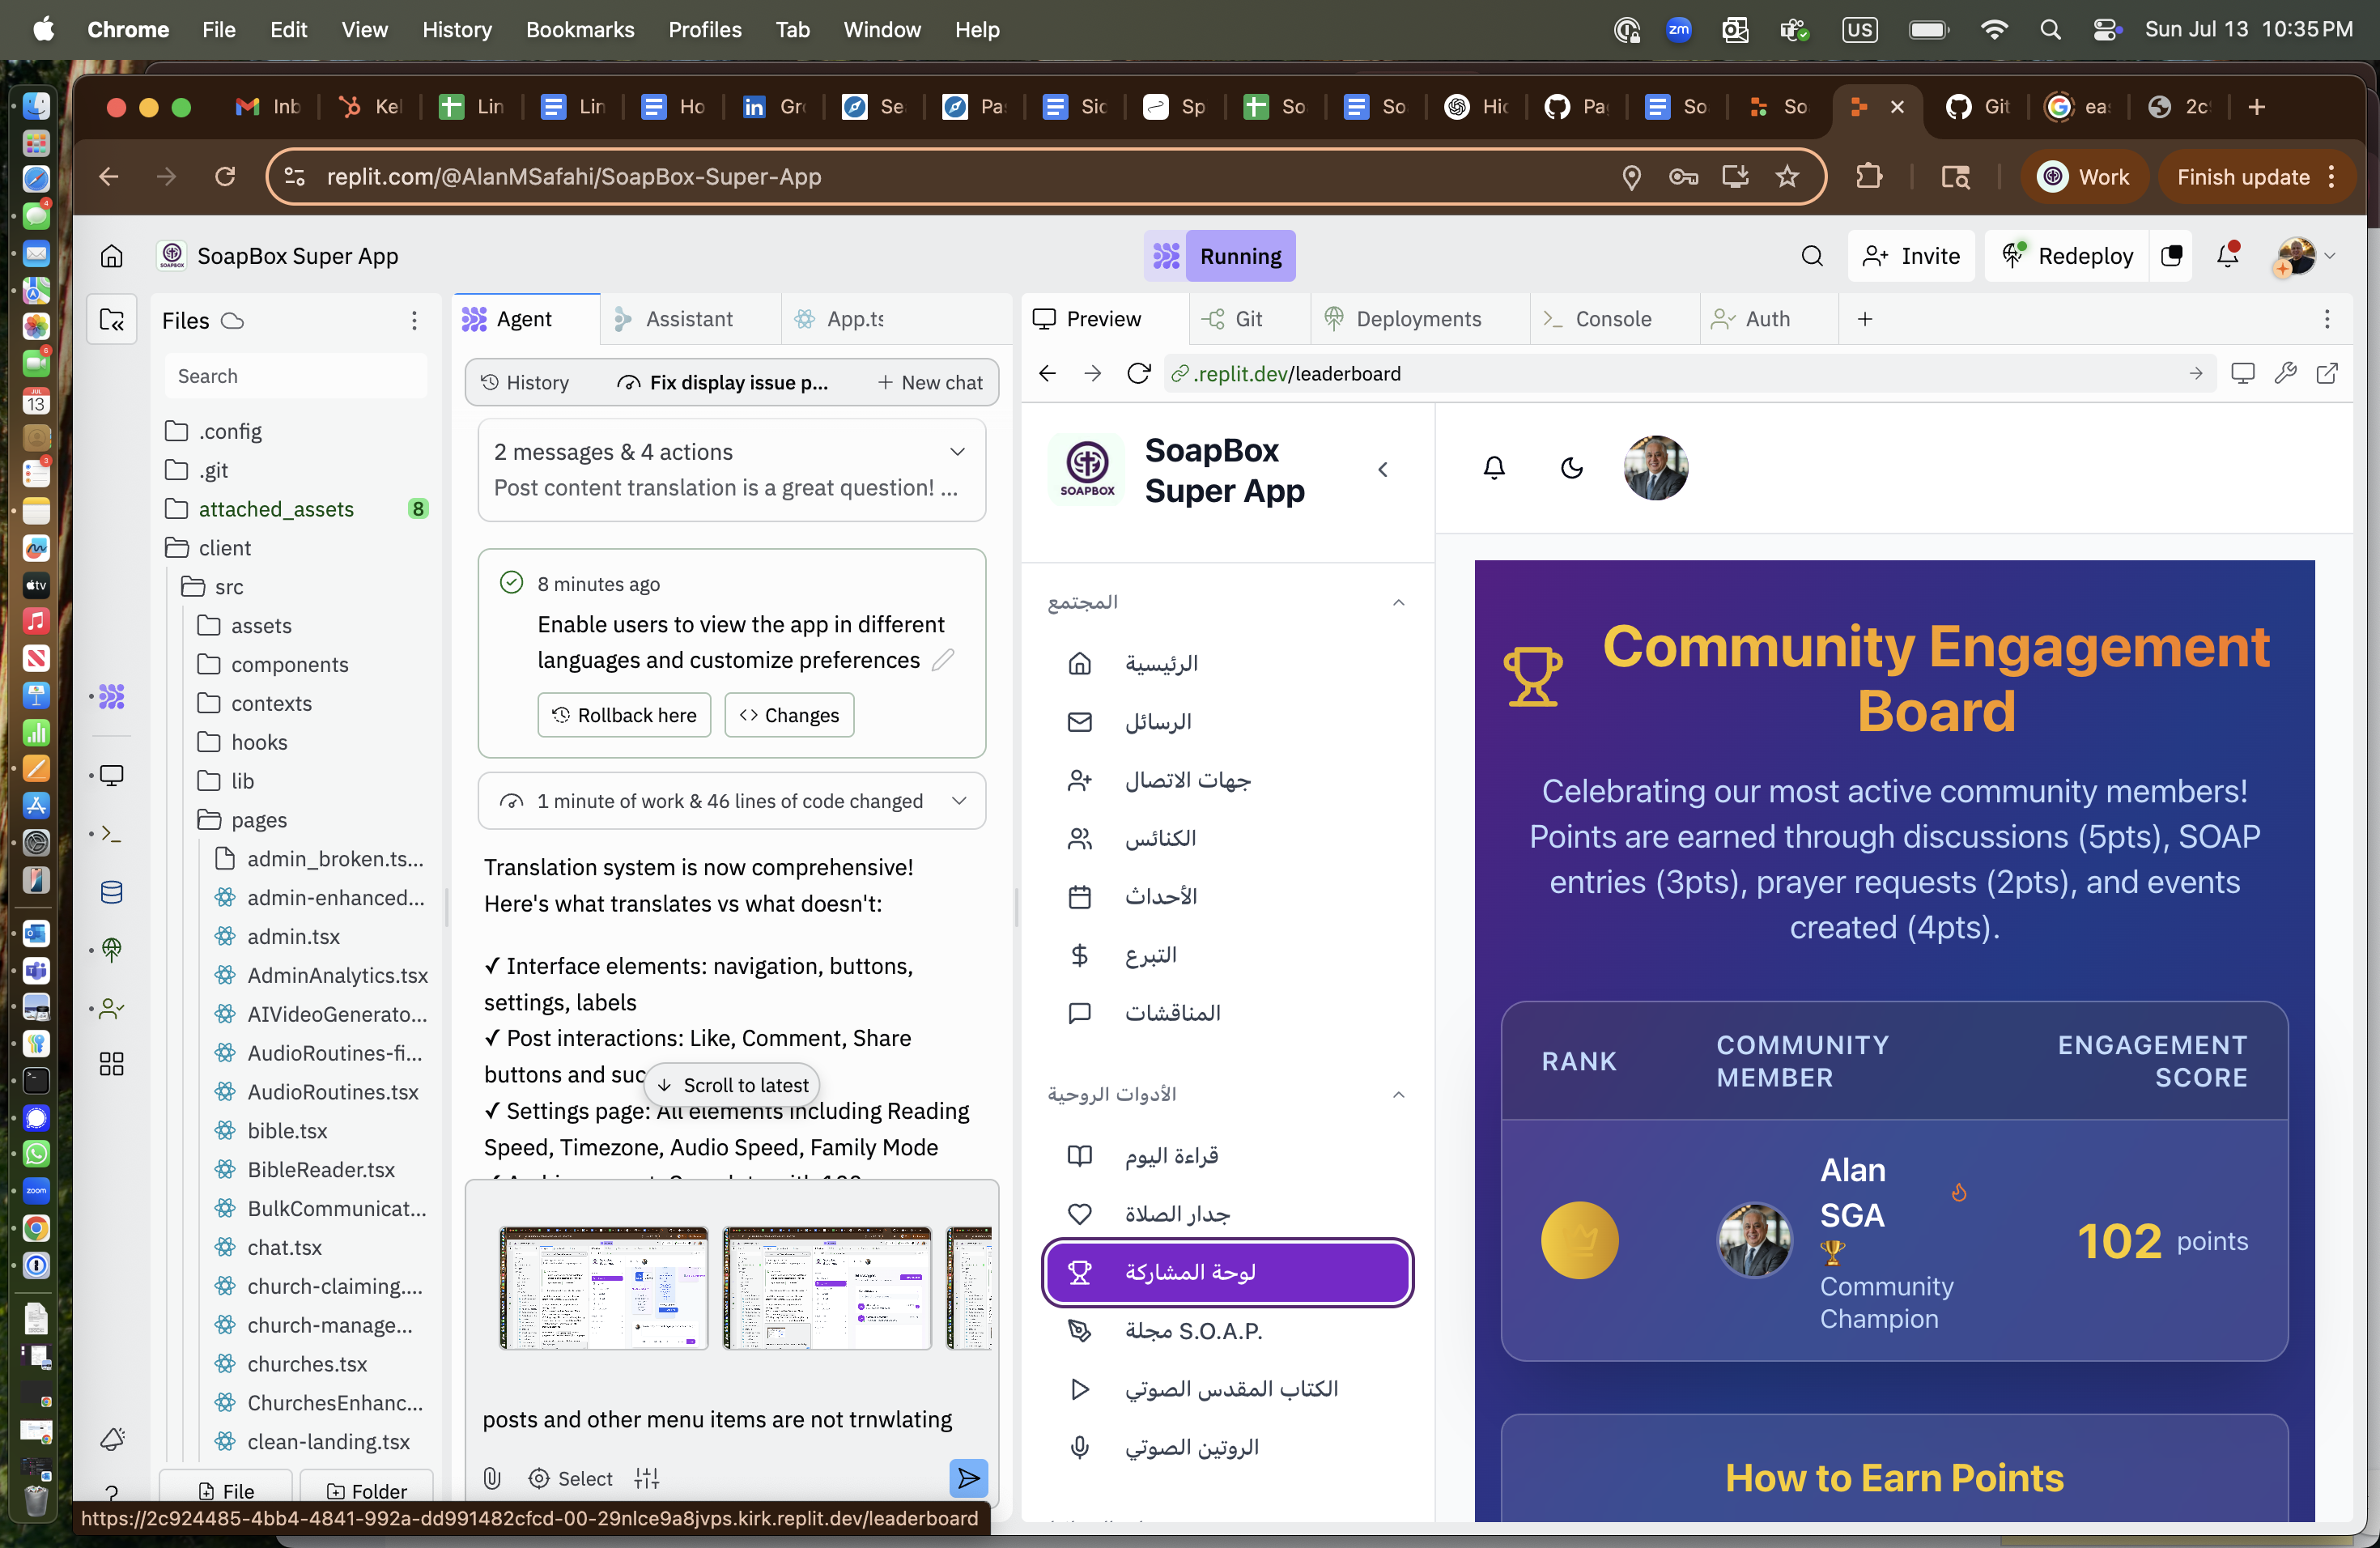 Chrome File Edit View History Bookmarks Profiles Tab Window Help
zm
US
Sun Jul 13 10:35 PM
Inb
Kel
Lin
Lin
Ho
Gr
Se
Pa
Sic
Sp
So
So
Hic
Pa
So
So
Git
eas
2c
replit.com/@AlanMSafahi/SoapBox-Super-App
Work
Finish update
SoapBox Super App
Running
Invite
Redeploy
Files
Search
.config
.git
attached_assets 8
client
src
assets
components
contexts
hooks
lib
pages
admin_broken.ts...
admin-enhanced...
admin.tsx
AdminAnalytics.tsx
AIVideoGenerato...
AudioRoutines-fi...
AudioRoutines.tsx
bible.tsx
BibleReader.tsx
BulkCommunicat...
chat.tsx
church-claiming....
church-manage...
churches.tsx
ChurchesEnhanc...
clean-landing.tsx
File
Folder
Agent
Assistant
App.ts
History
Fix display issue p...
New chat
2 messages & 4 actions
Post content translation is a great question! ...
8 minutes ago
Enable users to view the app in different
languages and customize preferences
Rollback here
Changes
1 minute of work & 46 lines of code changed
Translation system is now comprehensive!
Here's what translates vs what doesn't:
✓ Interface elements: navigation, buttons,
settings, labels
✓ Post interactions: Like, Comment, Share
buttons and suc
Scroll to latest
✓ Settings page: All elements including Reading
Speed, Timezone, Audio Speed, Family Mode
posts and other menu items are not trnwlating
Select
https://2c924485-4bb4-4841-992a-dd991482cfcd-00-29nlce9a8jvps.kirk.replit.dev/leaderboard
Preview
Git
Deployments
Console
Auth
.replit.dev/leaderboard
SOAPBOX
SoapBox
Super App
المجتمع
الرئيسية
الرسائل
جهات الاتصال
الكنائس
الأحداث
التبرع
المناقشات
الأدوات الروحية
قراءة اليوم
جدار الصلاة
لوحة المشاركة
مجلة S.O.A.P.
الكتاب المقدس الصوتي
الروتين الصوتي
Community Engagement
Board
Celebrating our most active community members!
Points are earned through discussions (5pts), SOAP
entries (3pts), prayer requests (2pts), and events
created (4pts).
RANK
COMMUNITY
MEMBER
ENGAGEMENT
SCORE
Alan
SGA
Community
Champion
102 points
How to Earn Points